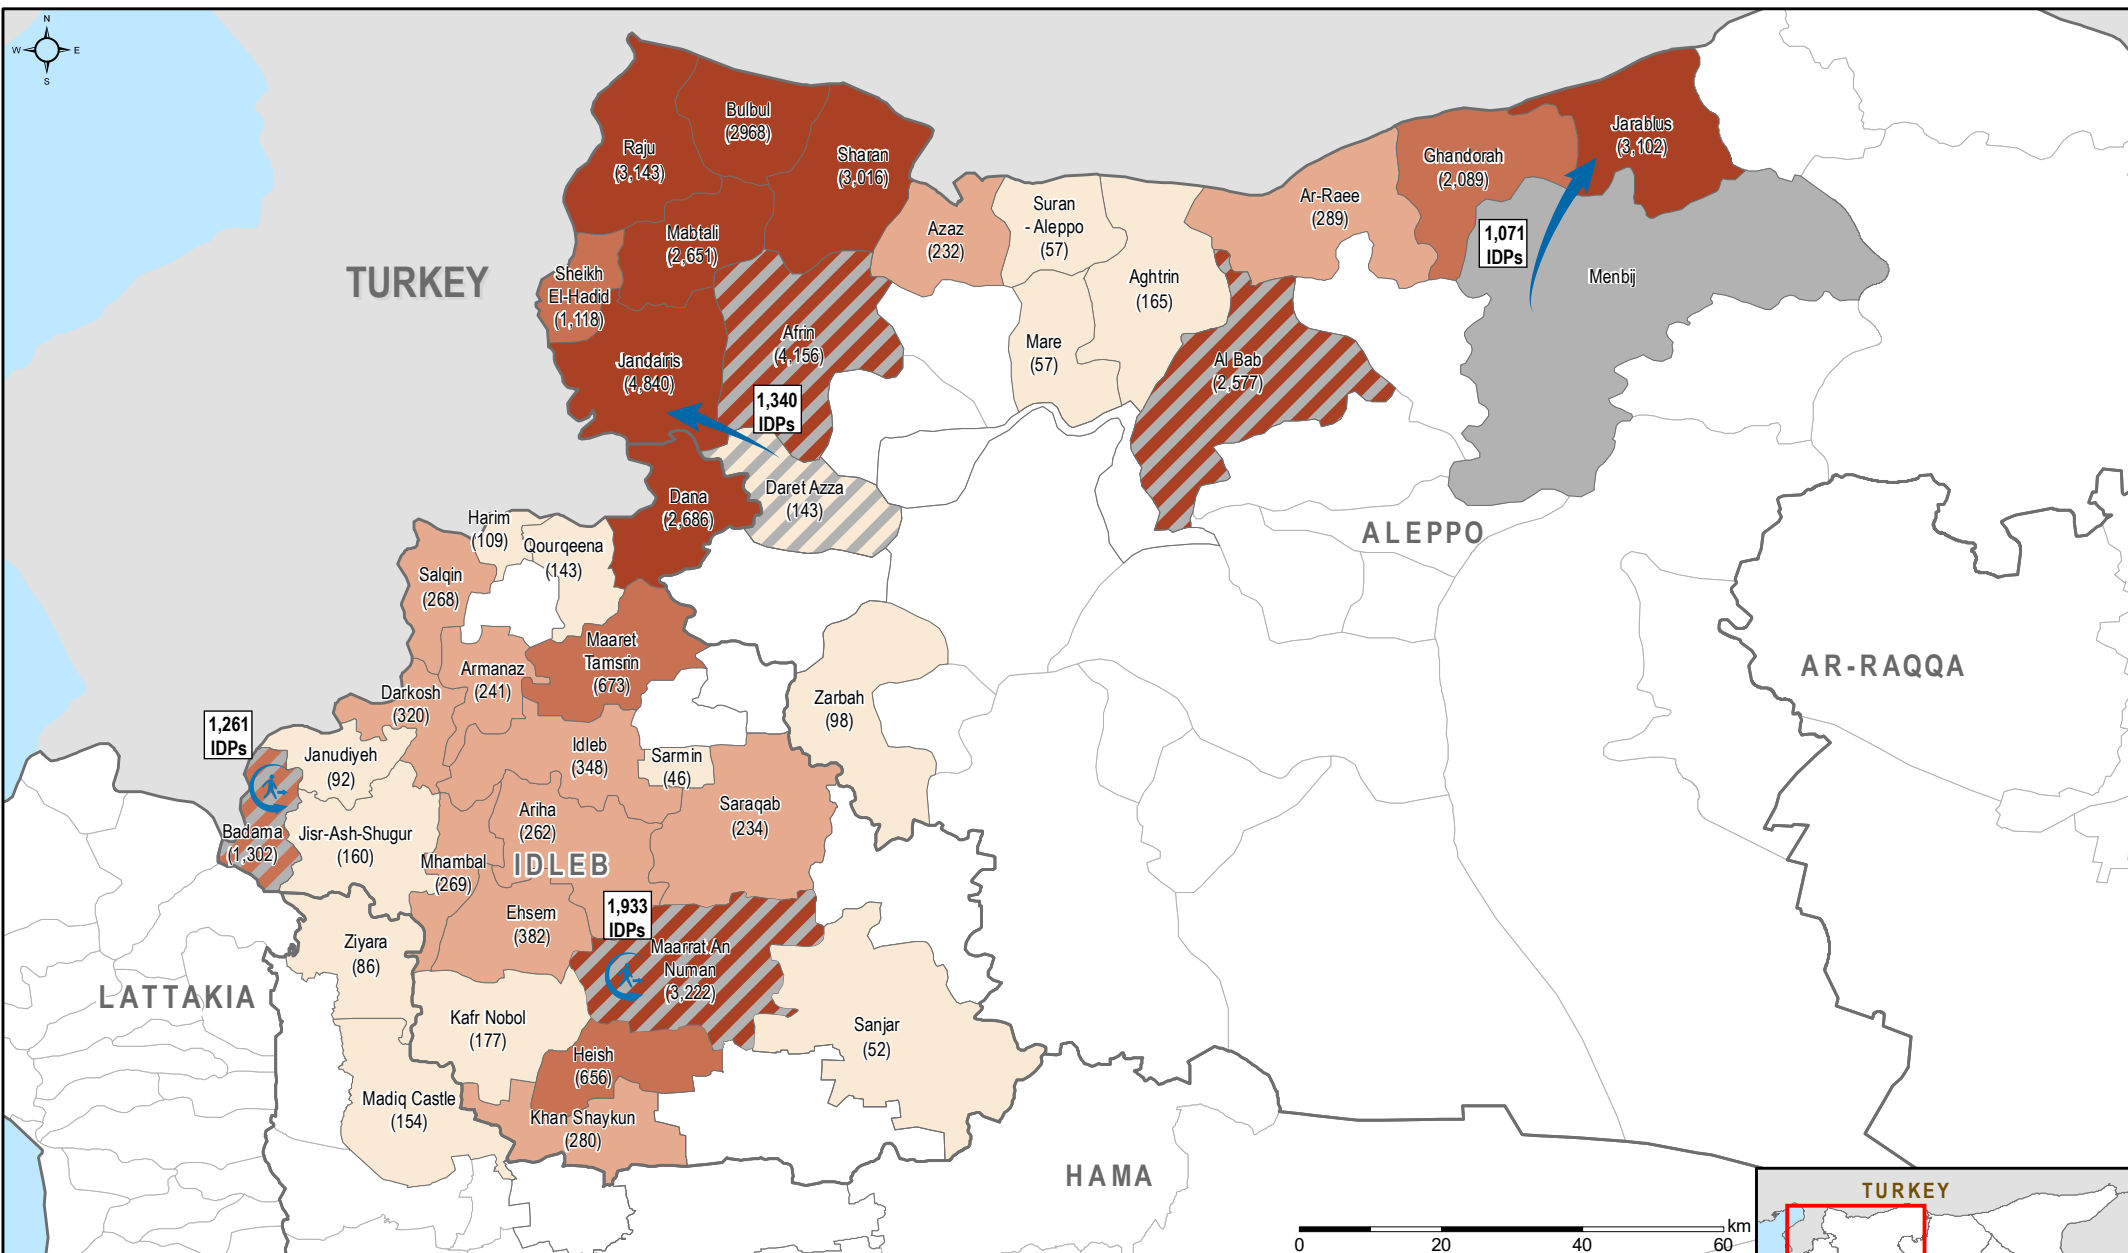 N
W E
S
TURKEY
Bulbul
(2968)
Raju
(3,143)
Sharan
(3,016)
Mabtali
(2,651)
Sheikh
El-Hadid
(1,118)
Jandairis
(4,840)
Afrin
(4,156)
1,340
IDPs
Azaz
(232)
Suran
- Aleppo
(57)
Aghtrin
(165)
Mare
(57)
Ar-Raee
(289)
Ghandorah
(2,089)
Jarablus
(3,102)
1,071
IDPs
Menbij
Al Bab
(2,577)
Dana
(2,686)
Daret Azza
(143)
ALEPPO
AR-RAQQA
Harim
(109)
Qourqeena
(143)
Salqin
(268)
Maaret
Tamsrin
(673)
Armanaz
(241)
Darkosh
(320)
Zarbah
(98)
1,261
IDPs
Janudiyeh
(92)
Idleb
(348)
Sarmin
(46)
Saraqab
(234)
Ariha
(262)
Badama
(1,302)
Jisr-Ash-Shugur
(160)
Mhambal
(269)
IDLEB
Ehsem
(382)
1,933
IDPs
Maarrat An
Numan
(3,222)
Ziyara
(86)
LATTAKIA
Kafr Nobol
(177)
Sanjar
(52)
Heish
(656)
Madiq Castle
(154)
Khan Shaykun
(280)
HAMA
km
0 20 40 60
TURKEY